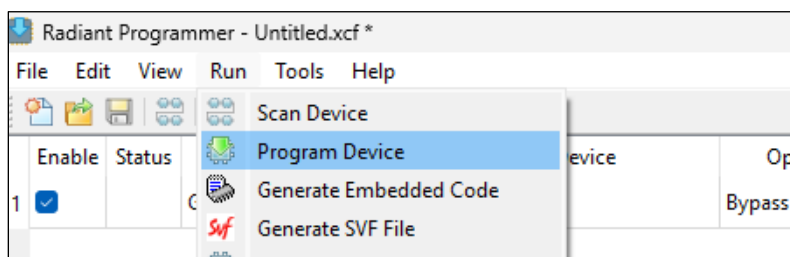 Radiant Programmer - Untitled.xcf *
File Edit View Run Tools Help
Scan Device
Enable Status Program Device evice Op
1 G Generate Embedded Code Bypass
Svf Generate SVF File